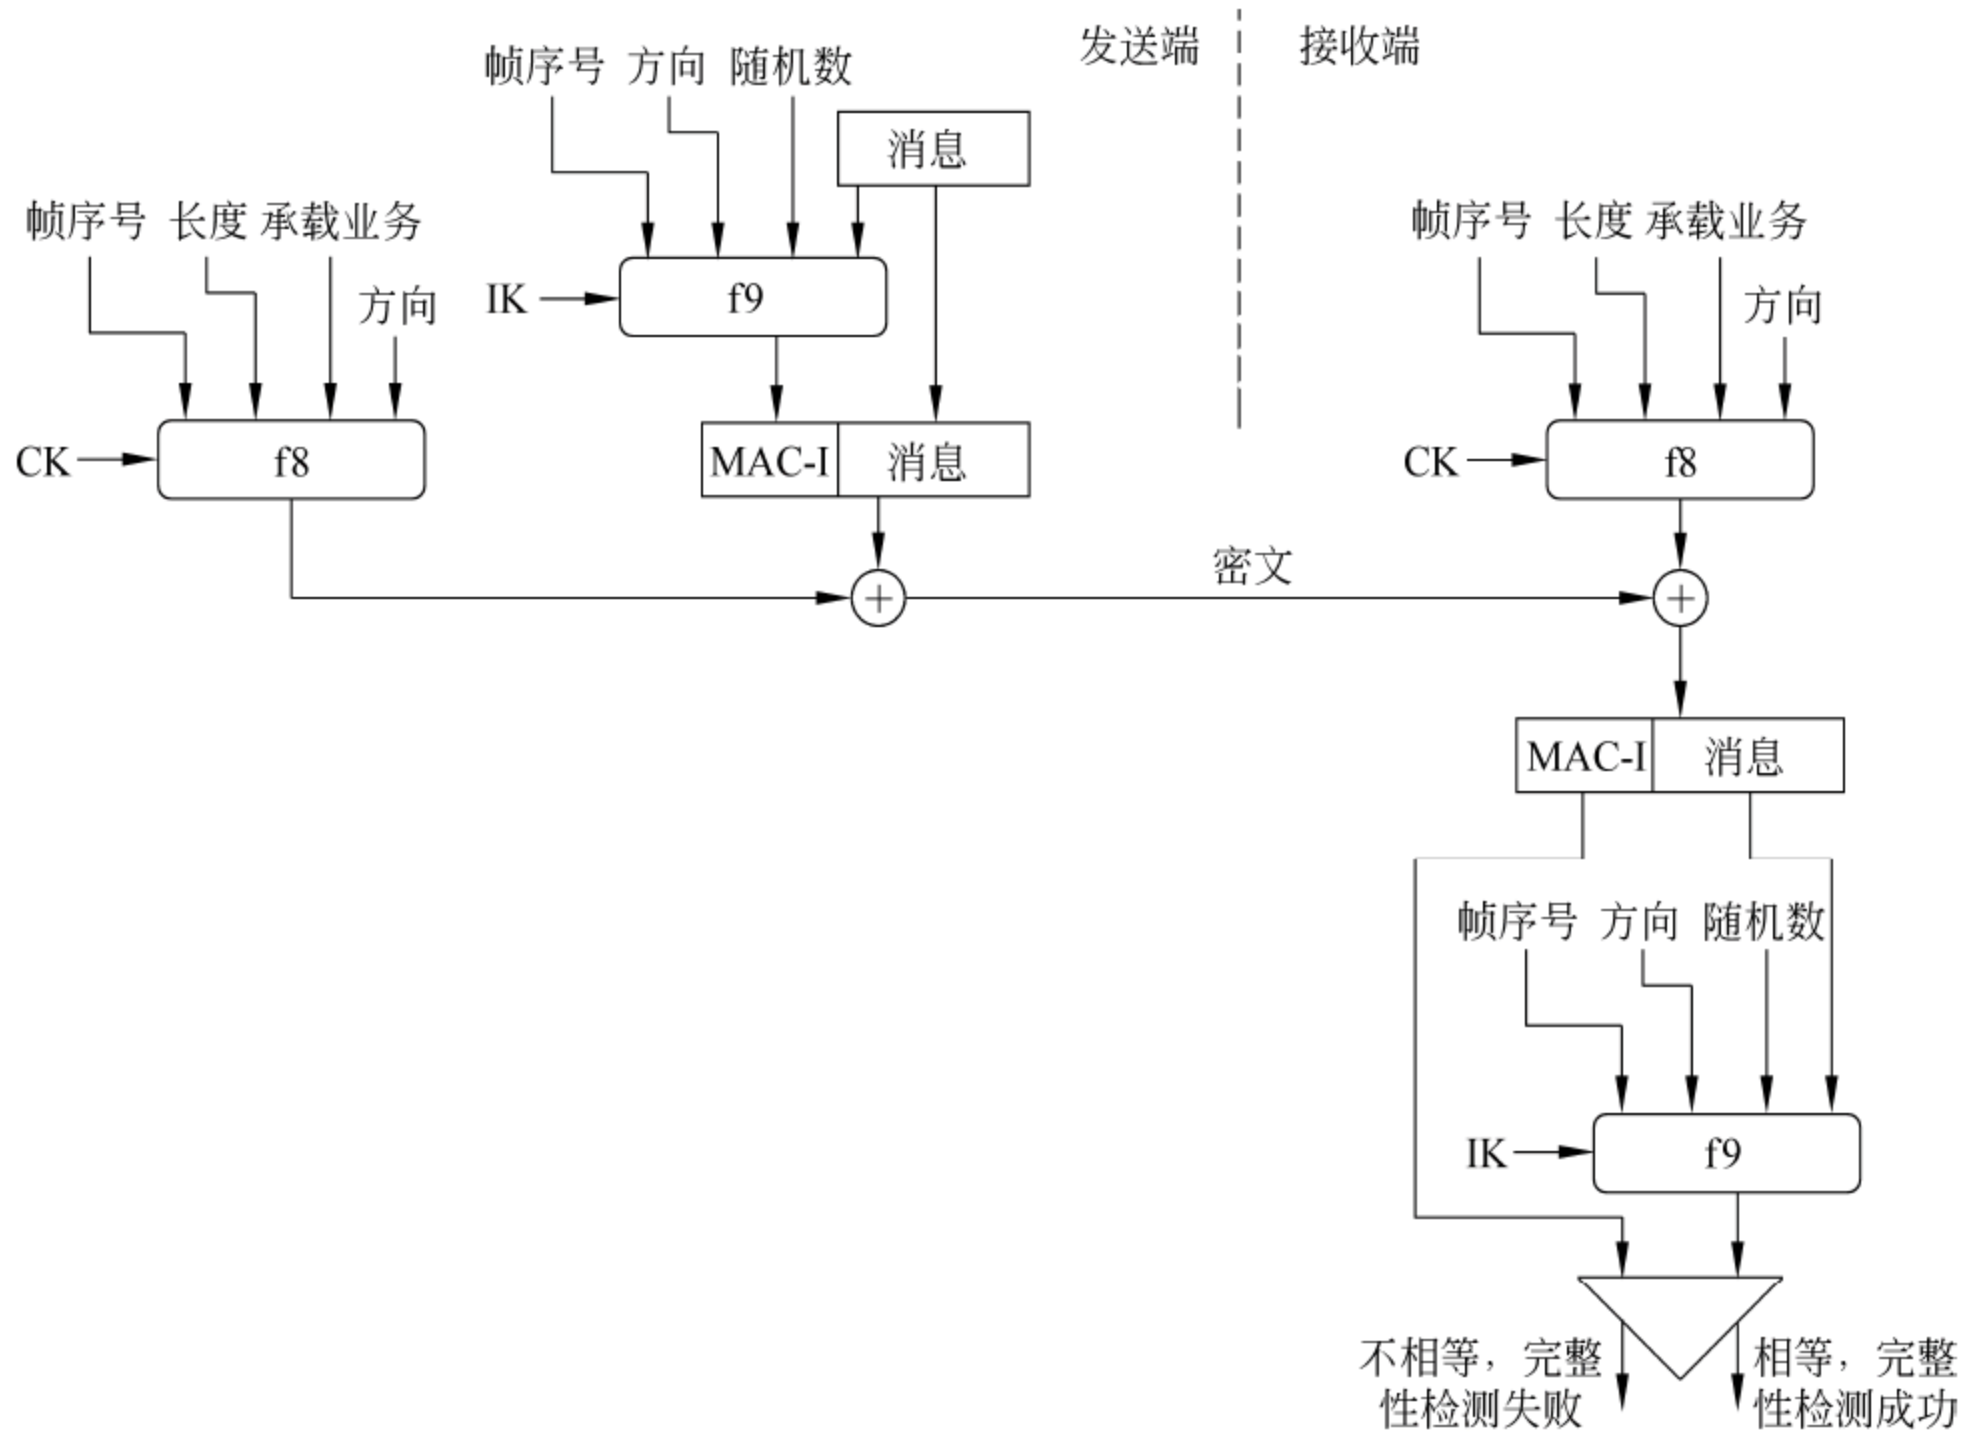 发送端 接收端
帧序号 方向 随机数
消息
帧序号 长度 承载业务
方向
IK
f9
CK
f8
MAC-I 消息
帧序号 长度 承载业务
方向
CK
f8
密文
MAC-I 消息
帧序号 方向 随机数
IK
f9
不相等，完整
性检测失败
相等，完整
性检测成功